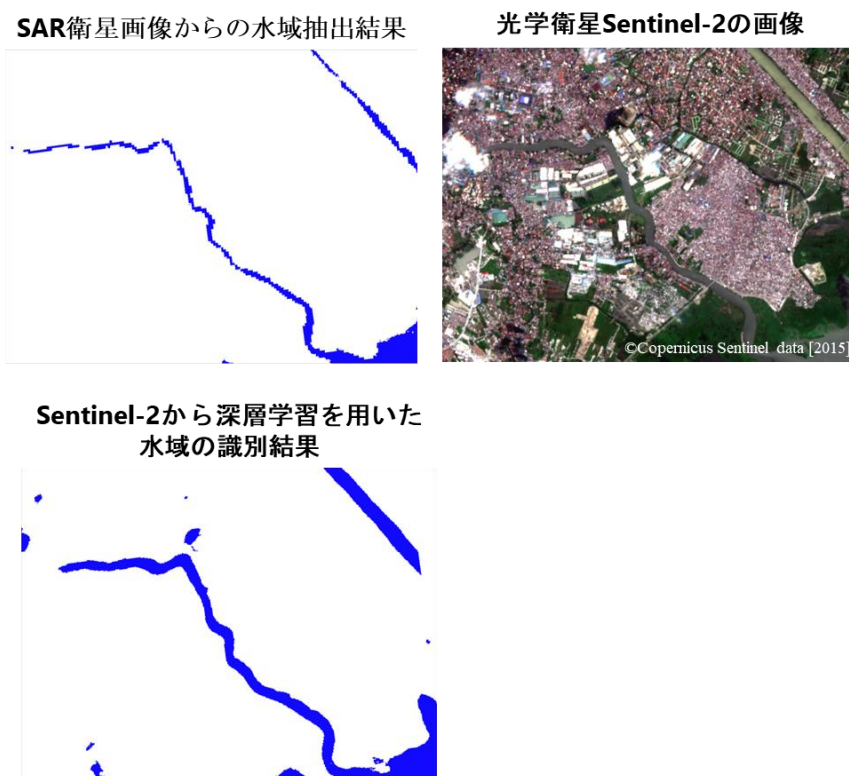 SAR衛星画像からの水域抽出結果
光学衛星Sentinel-2の画像
©Copernicus Sentinel data [2015]
Sentinel-2から深層学習を用いた
水域の識別結果